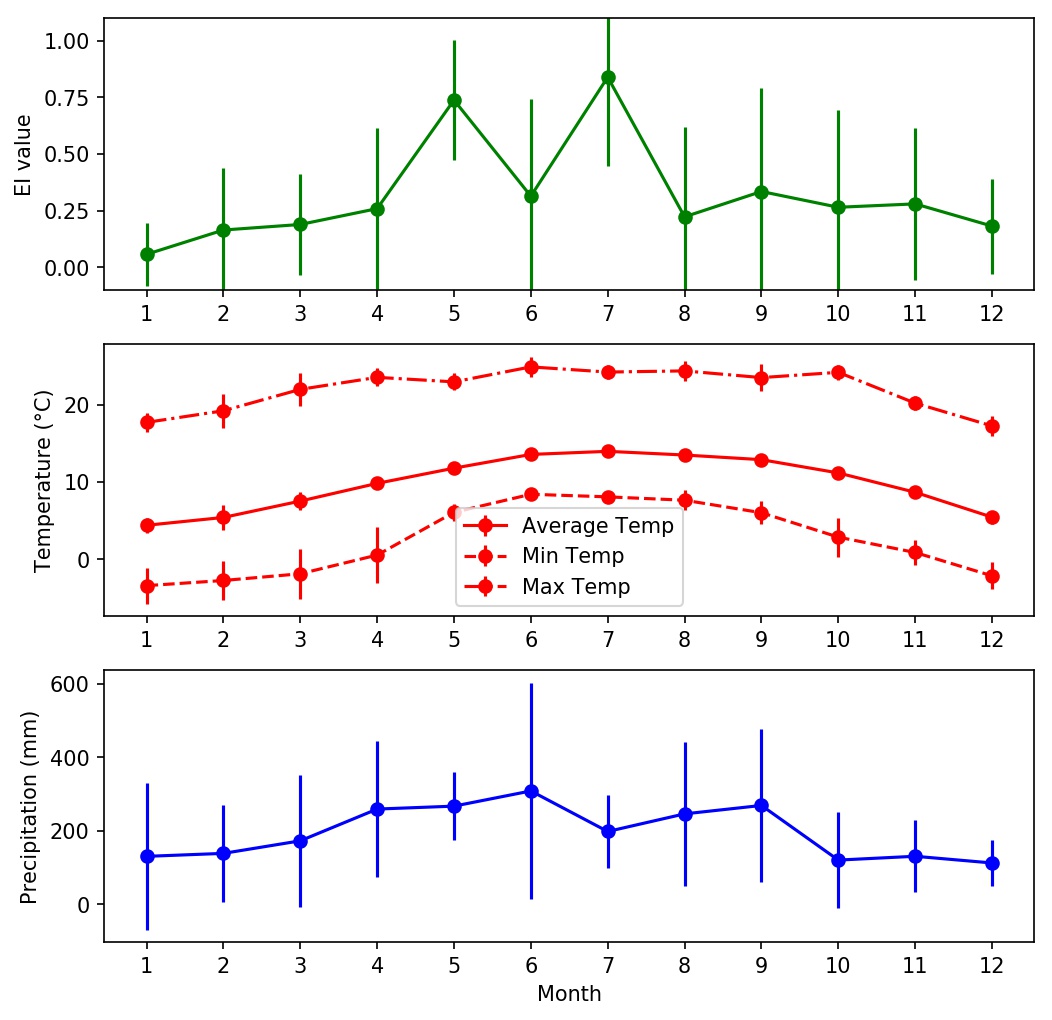 EI value
1.00
0.75
0.50
0.25
0.00
1 2 3 4 5 6 7 8 9 10 11 12
Temperature (°C)
20
10
0
Average Temp
Min Temp
Max Temp
1 2 3 4 5 6 7 8 9 10 11 12
Precipitation (mm)
600
400
200
0
1 2 3 4 5 6 7 8 9 10 11 12
Month